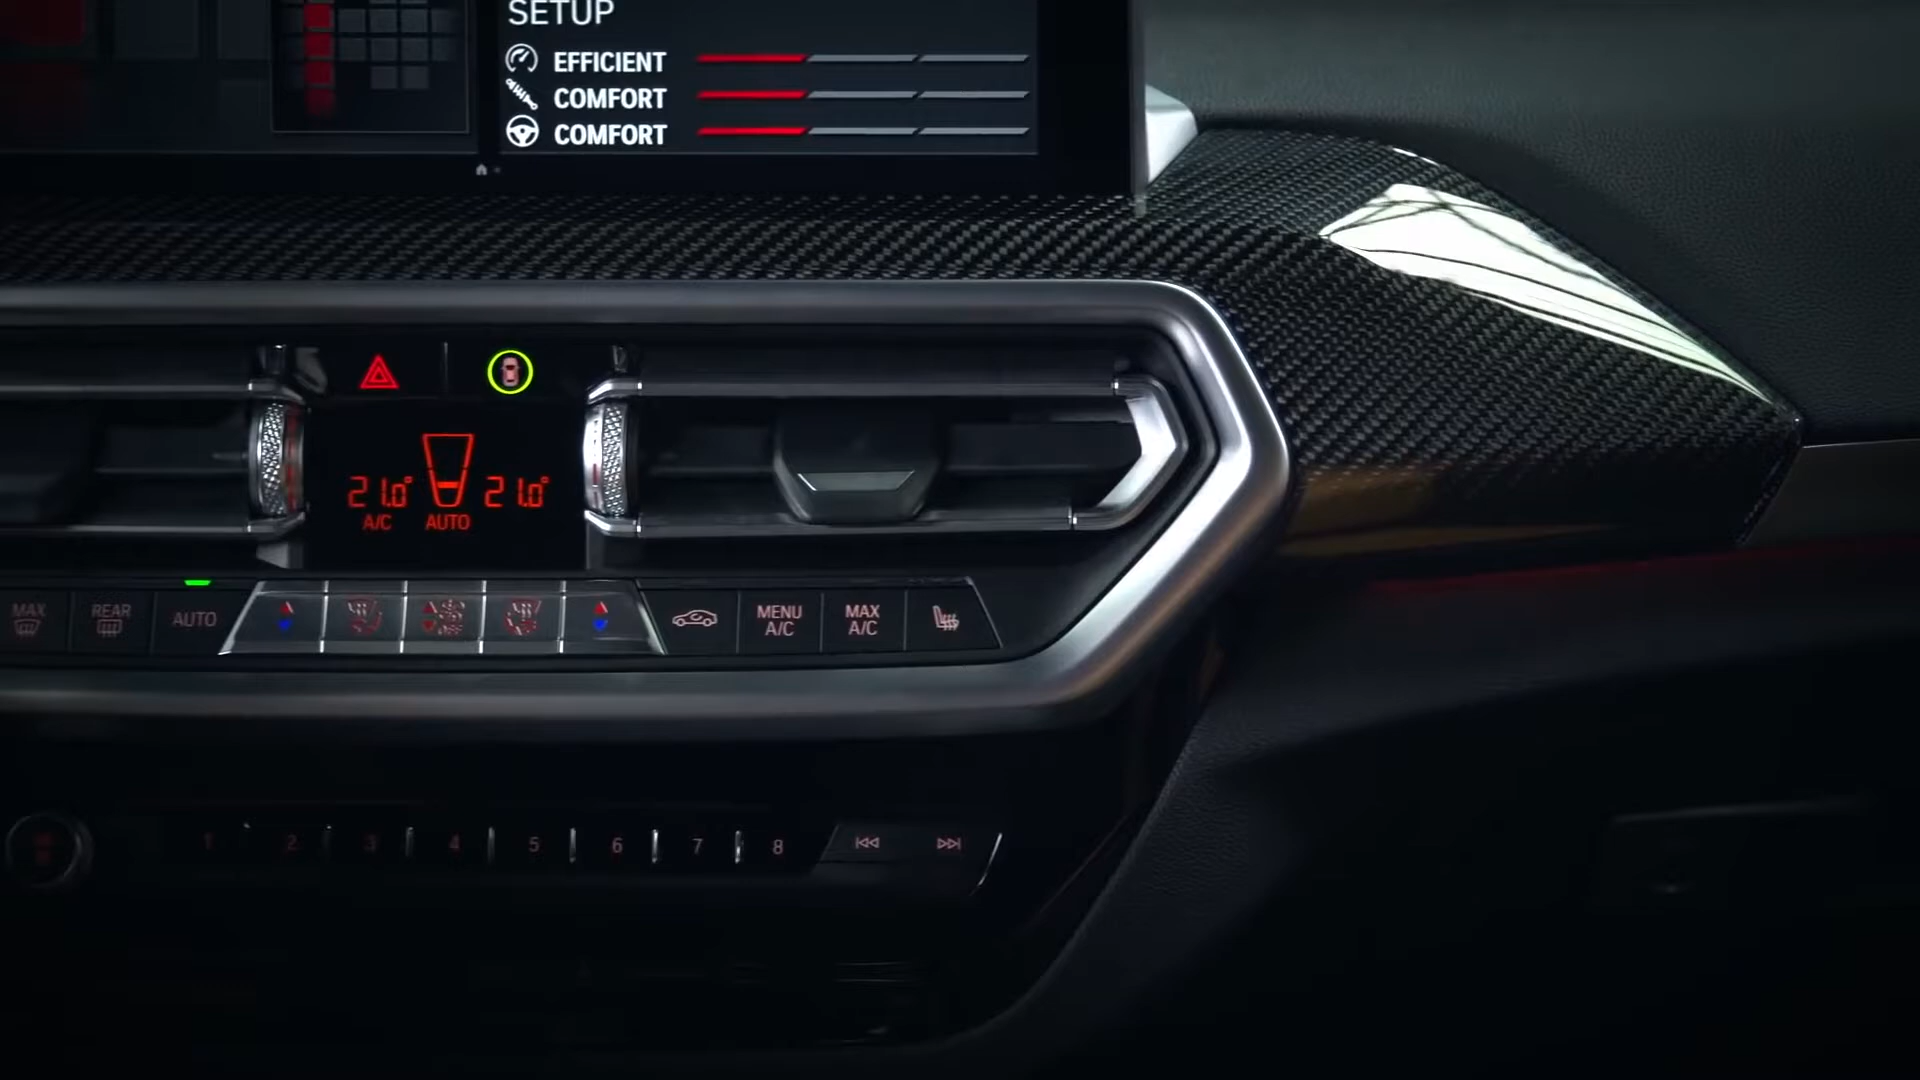 SETUP
EFFICIENT
COMFORT
COMFORT
21.0° 21.0°
A/C AUTO
MAX REAR AUTO MENU A/C MAX A/C
1 2 3 4 5 6 7 8